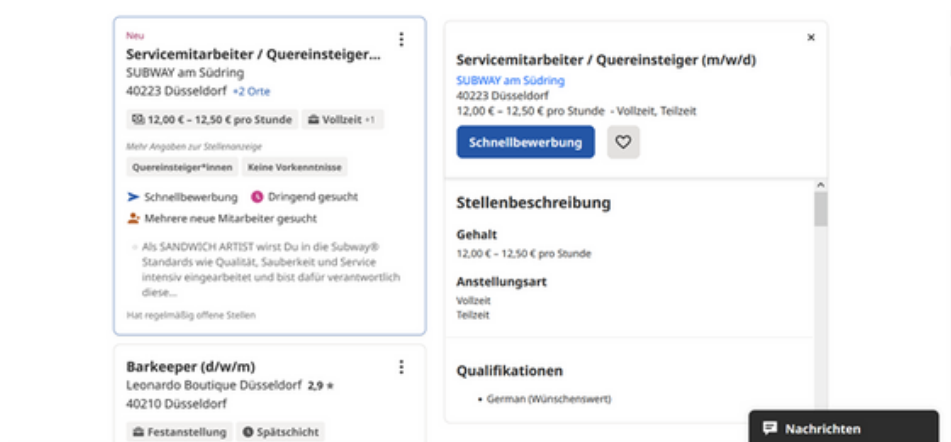 Neu
Servicemitarbeiter / Quereinsteiger...
SUBWAY am Südring
40223 Düsseldorf +2 Orte
12,00 € – 12,50 € pro Stunde Vollzeit +1
Mehr Angaben zur Stellenanzeige
Quereinsteiger*innen Keine Vorkenntnisse
Schnellbewerbung Dringend gesucht
Mehrere neue Mitarbeiter gesucht
Als SANDWICH ARTIST wirst Du in die Subway®
Standards wie Qualität, Sauberkeit und Service
intensiv eingearbeitet und bist dafür verantwortlich
diese...
Hat regelmäßig offene Stellen
Barkeeper (d/w/m)
Leonardo Boutique Düsseldorf 2,9 ★
40210 Düsseldorf
Festanstellung Spätschicht
Servicemitarbeiter / Quereinsteiger (m/w/d)
SUBWAY am Südring
40223 Düsseldorf
12,00 € – 12,50 € pro Stunde - Vollzeit, Teilzeit
Schnellbewerbung
Stellenbeschreibung
Gehalt
12,00 € – 12,50 € pro Stunde
Anstellungsart
Vollzeit
Teilzeit
Qualifikationen
• German (Wünschenswert)
Nachrichten